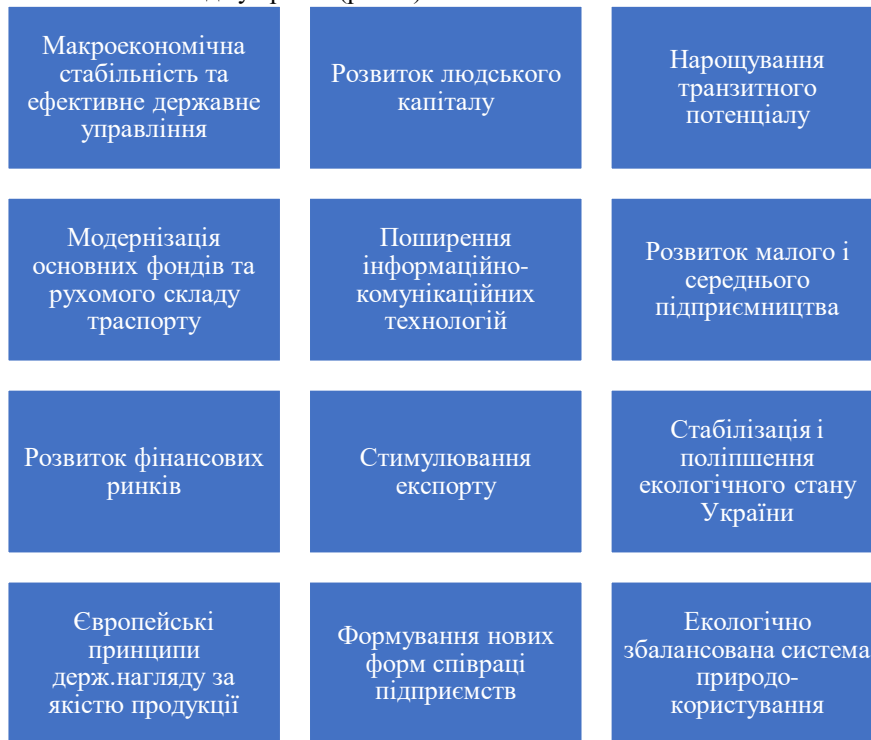 Макроекономічна
стабільність та
ефективне державне
управління
Розвиток людського
капіталу
Нарощування
транзитного
потенціалу
Модернізація
основних фондів та
рухомого складу
траспорту
Поширення
інформаційно-
комунікаційних
технологій
Розвиток малого і
середнього
підприємництва
Розвиток фінансових
ринків
Стимулювання
експорту
Стабілізація і
поліпшення
екологічного стану
України
Європейські
принципи
держ.нагляду за
якістю продукції
Формування нових
форм співраці
підприємств
Екологічно
збалансована система
природо-
користування